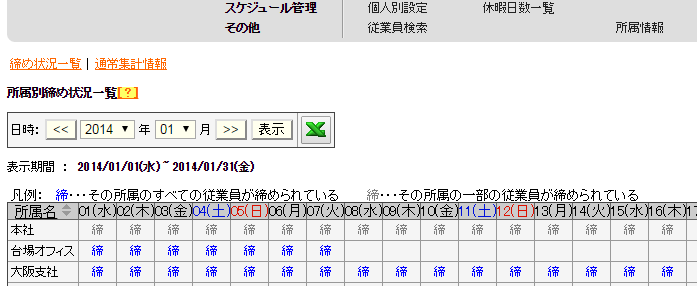 スケジュール管理 個人別設定 休暇日数一覧
その他 従業員検索 所属情報
締め状況一覧 | 通常集計情報
所属別締め状況一覧[？]
日時: << 2014 年 01 月 >> 表示
表示期間 ： 2014/01/01(水) ~ 2014/01/31(金)
凡例: 締･･･その所属のすべての従業員が締められている 締･･･その所属の一部の従業員が締められている
所属名 01(水) 02(木) 03(金) 04(土) 05(日) 06(月) 07(火) 08(水) 09(木) 10(金) 11(土) 12(日) 13(月) 14(火) 15(水) 16(木) 17
本社 締 締 締 締 締 締 締 締 締 締 締 締 締 締 締 締
台場オフィス 締 締 締 締 締 締 締
大阪支社 締 締 締 締 締 締 締 締 締 締 締 締 締 締 締 締